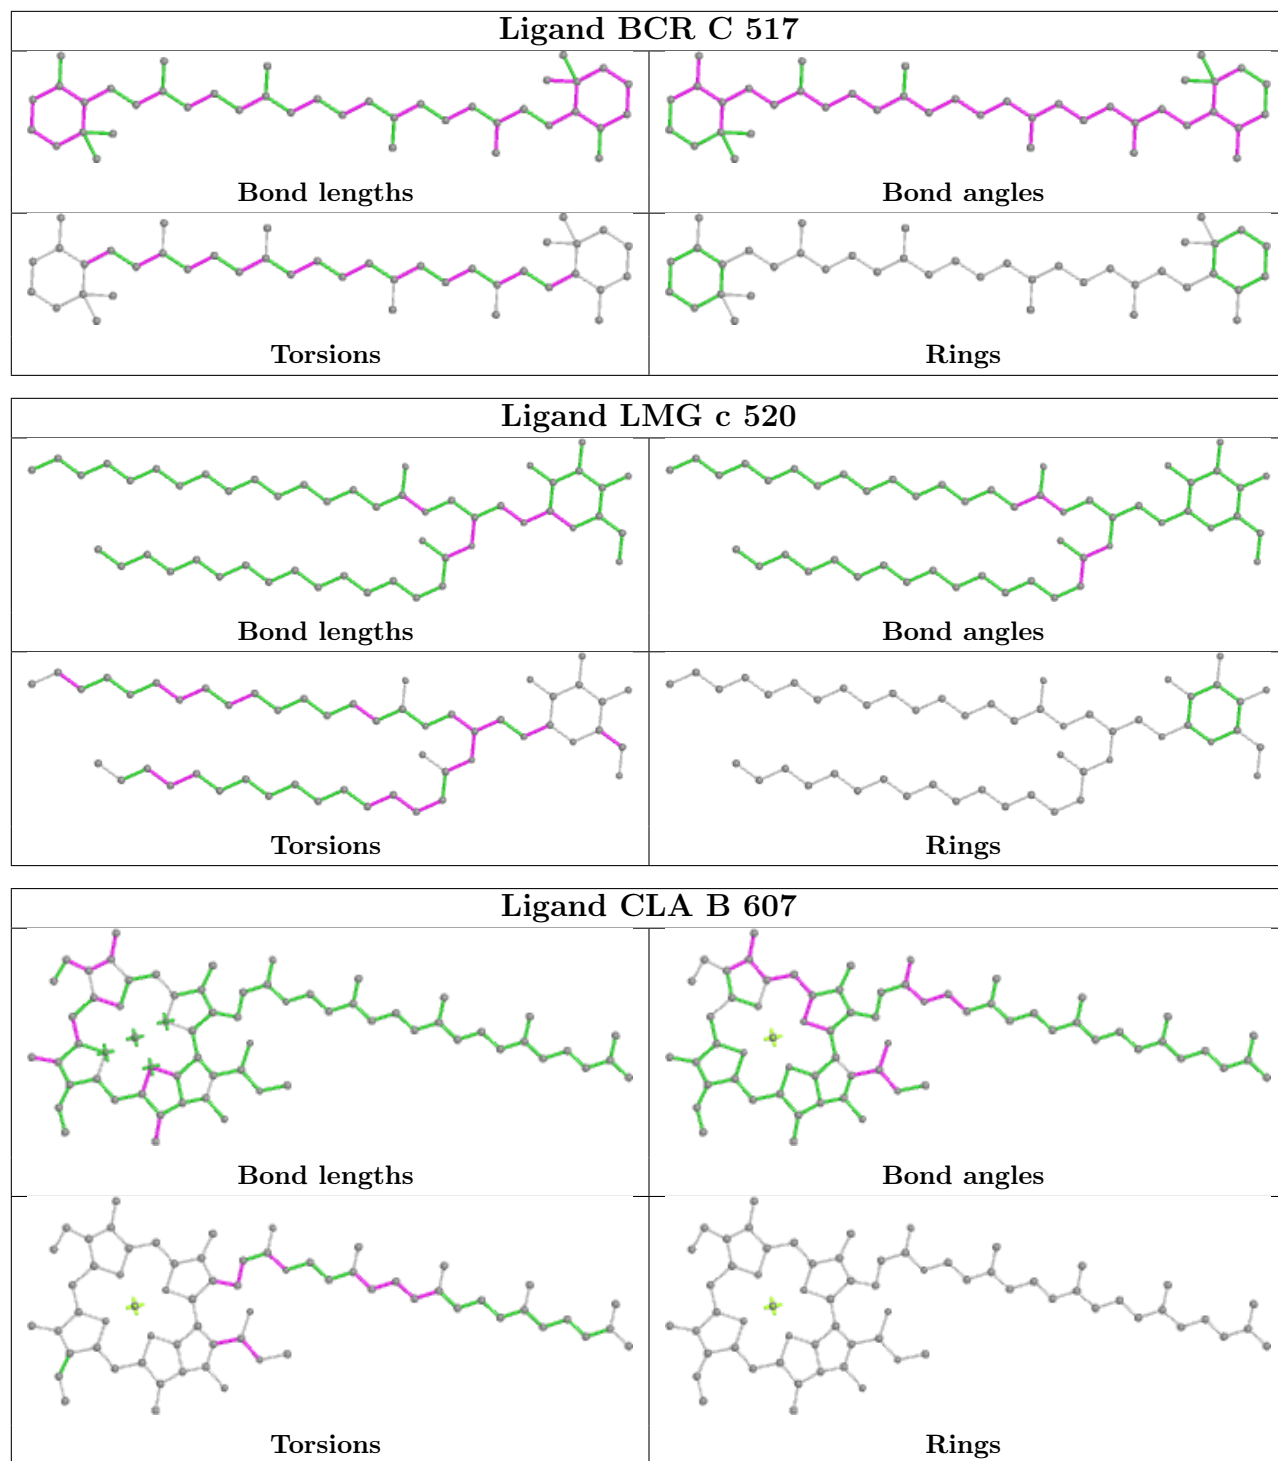 Ligand BCR C 517
Bond lengths
Bond angles
Torsions
Rings
Ligand LMG c 520
Bond lengths
Bond angles
Torsions
Rings
Ligand CLA B 607
Bond lengths
Bond angles
Torsions
Rings